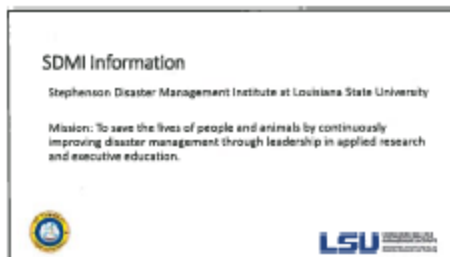 SDMI Information
Stephenson Disaster Management Institute at Louisiana State University
Mission: To save the lives of people and animals by continuously
improving disaster management through leadership in applied research
and executive education.
LSU